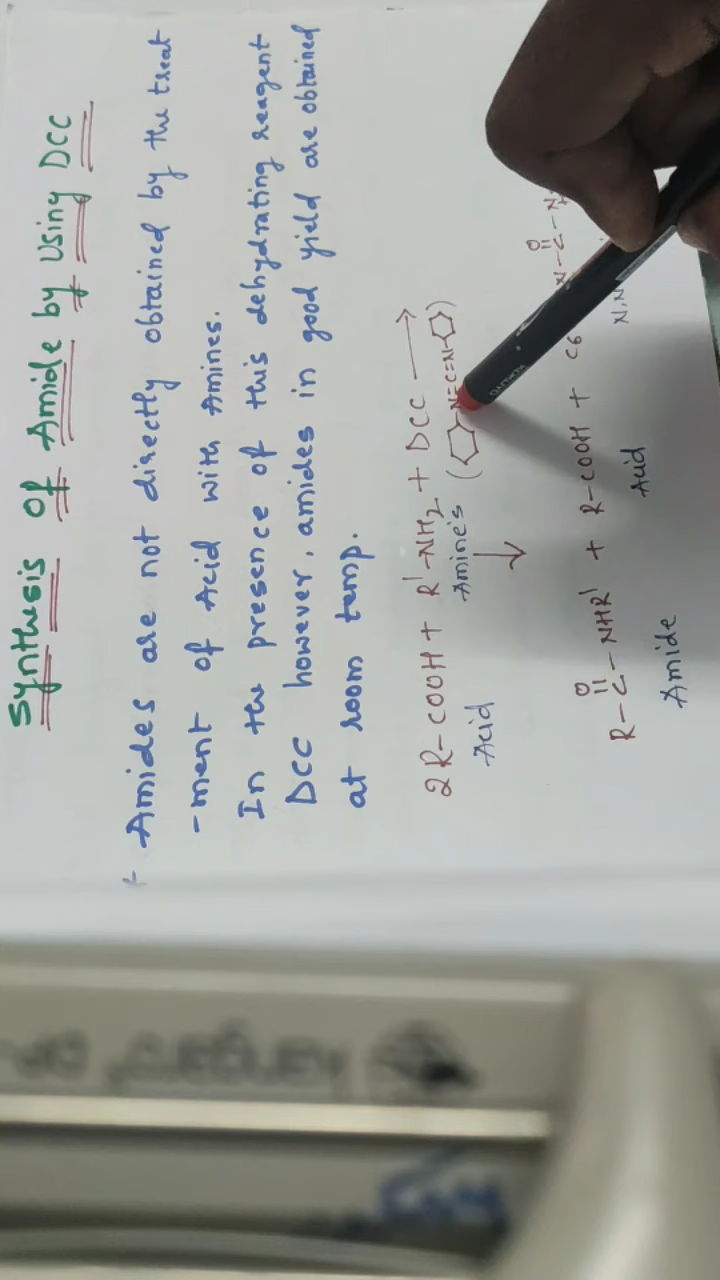 Synthesis of Amide by Using DCC
* Amides are not directly obtained by the treat
-ment of Acid with Amines.
In the presence of this dehydrating reagent
DCC however, amides in good yield are obtained
at room temp.
2R-COOH + R'-NH2 + DCC →
Acid Amine's ( N=C=N )
↓
O O
R-C-NHR' + R-COOH + C6 N-C-N
Amide Acid N,N
kangaro DP-